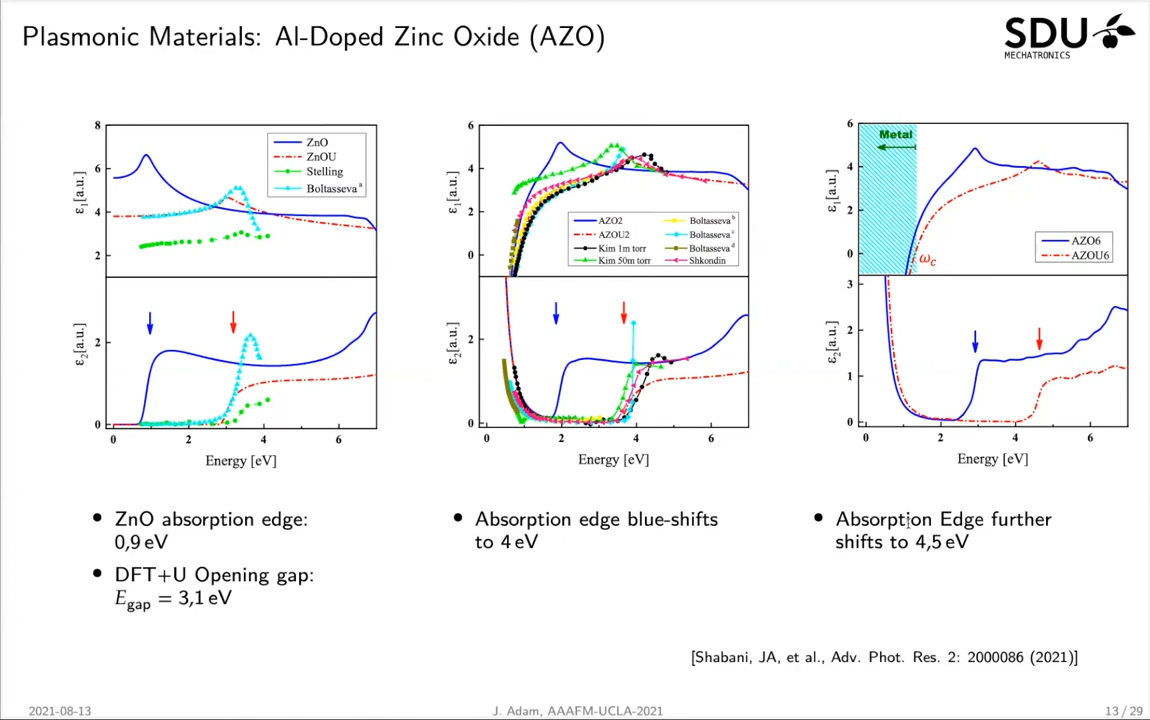 Plasmonic Materials: Al-Doped Zinc Oxide (AZO)
SDU
MECHATRONICS
8
6
4
2
ε1[a.u.]
ZnO
ZnOU
Stelling
Boltasseva a
2
0
ε2[a.u.]
0 2 4 6
Energy [eV]
6
4
2
0
ε1[a.u.]
AZO2
AZOU2
Kim 1m torr
Kim 50m torr
Boltasseva b
Boltasseva c
Boltasseva d
Shkondin
2
0
ε2[a.u.]
0 2 4 6
Energy [eV]
6
4
2
0
ε1[a.u.]
Metal
ωc
AZO6
AZOU6
3
2
1
0
ε2[a.u.]
0 2 4 6
Energy [eV]
• ZnO absorption edge:
0,9 eV
• DFT+U Opening gap:
Egap = 3,1 eV
• Absorption edge blue-shifts
to 4 eV
• Absorption Edge further
shifts to 4,5 eV
[Shabani, JA, et al., Adv. Phot. Res. 2: 2000086 (2021)]
2021-08-13
J. Adam, AAAFM-UCLA-2021
13 / 29